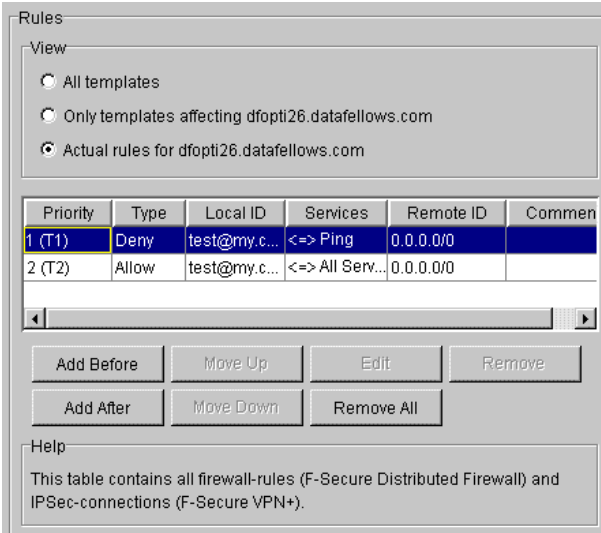 Rules
View
All templates
Only templates affecting dfopti26.datafellows.com
Actual rules for dfopti26.datafellows.com
Priority Type Local ID Services Remote ID Commen
1 (T1) Deny test@my.c... <=> Ping 0.0.0.0/0
2 (T2) Allow test@my.c... <=> All Serv... 0.0.0.0/0
Add Before Move Up Edit Remove
Add After Move Down Remove All
Help
This table contains all firewall-rules (F-Secure Distributed Firewall) and
IPSec-connections (F-Secure VPN+).